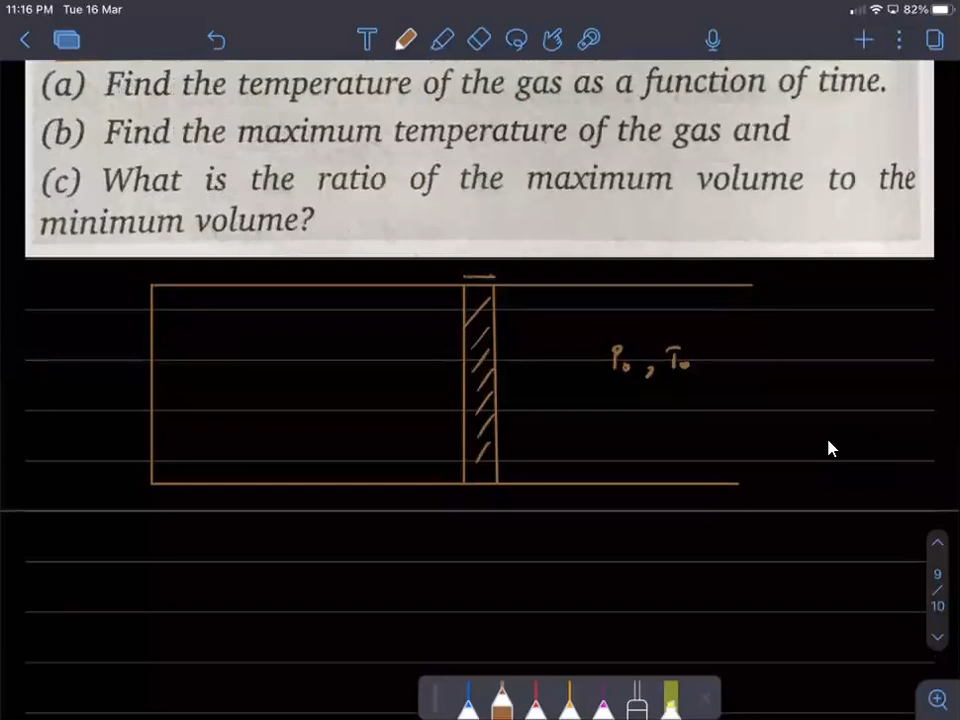 11:16 PM Tue 16 Mar 82%
(a) Find the temperature of the gas as a function of time.
(b) Find the maximum temperature of the gas and
(c) What is the ratio of the maximum volume to the
minimum volume?
P₀ , T₀
9
/
10